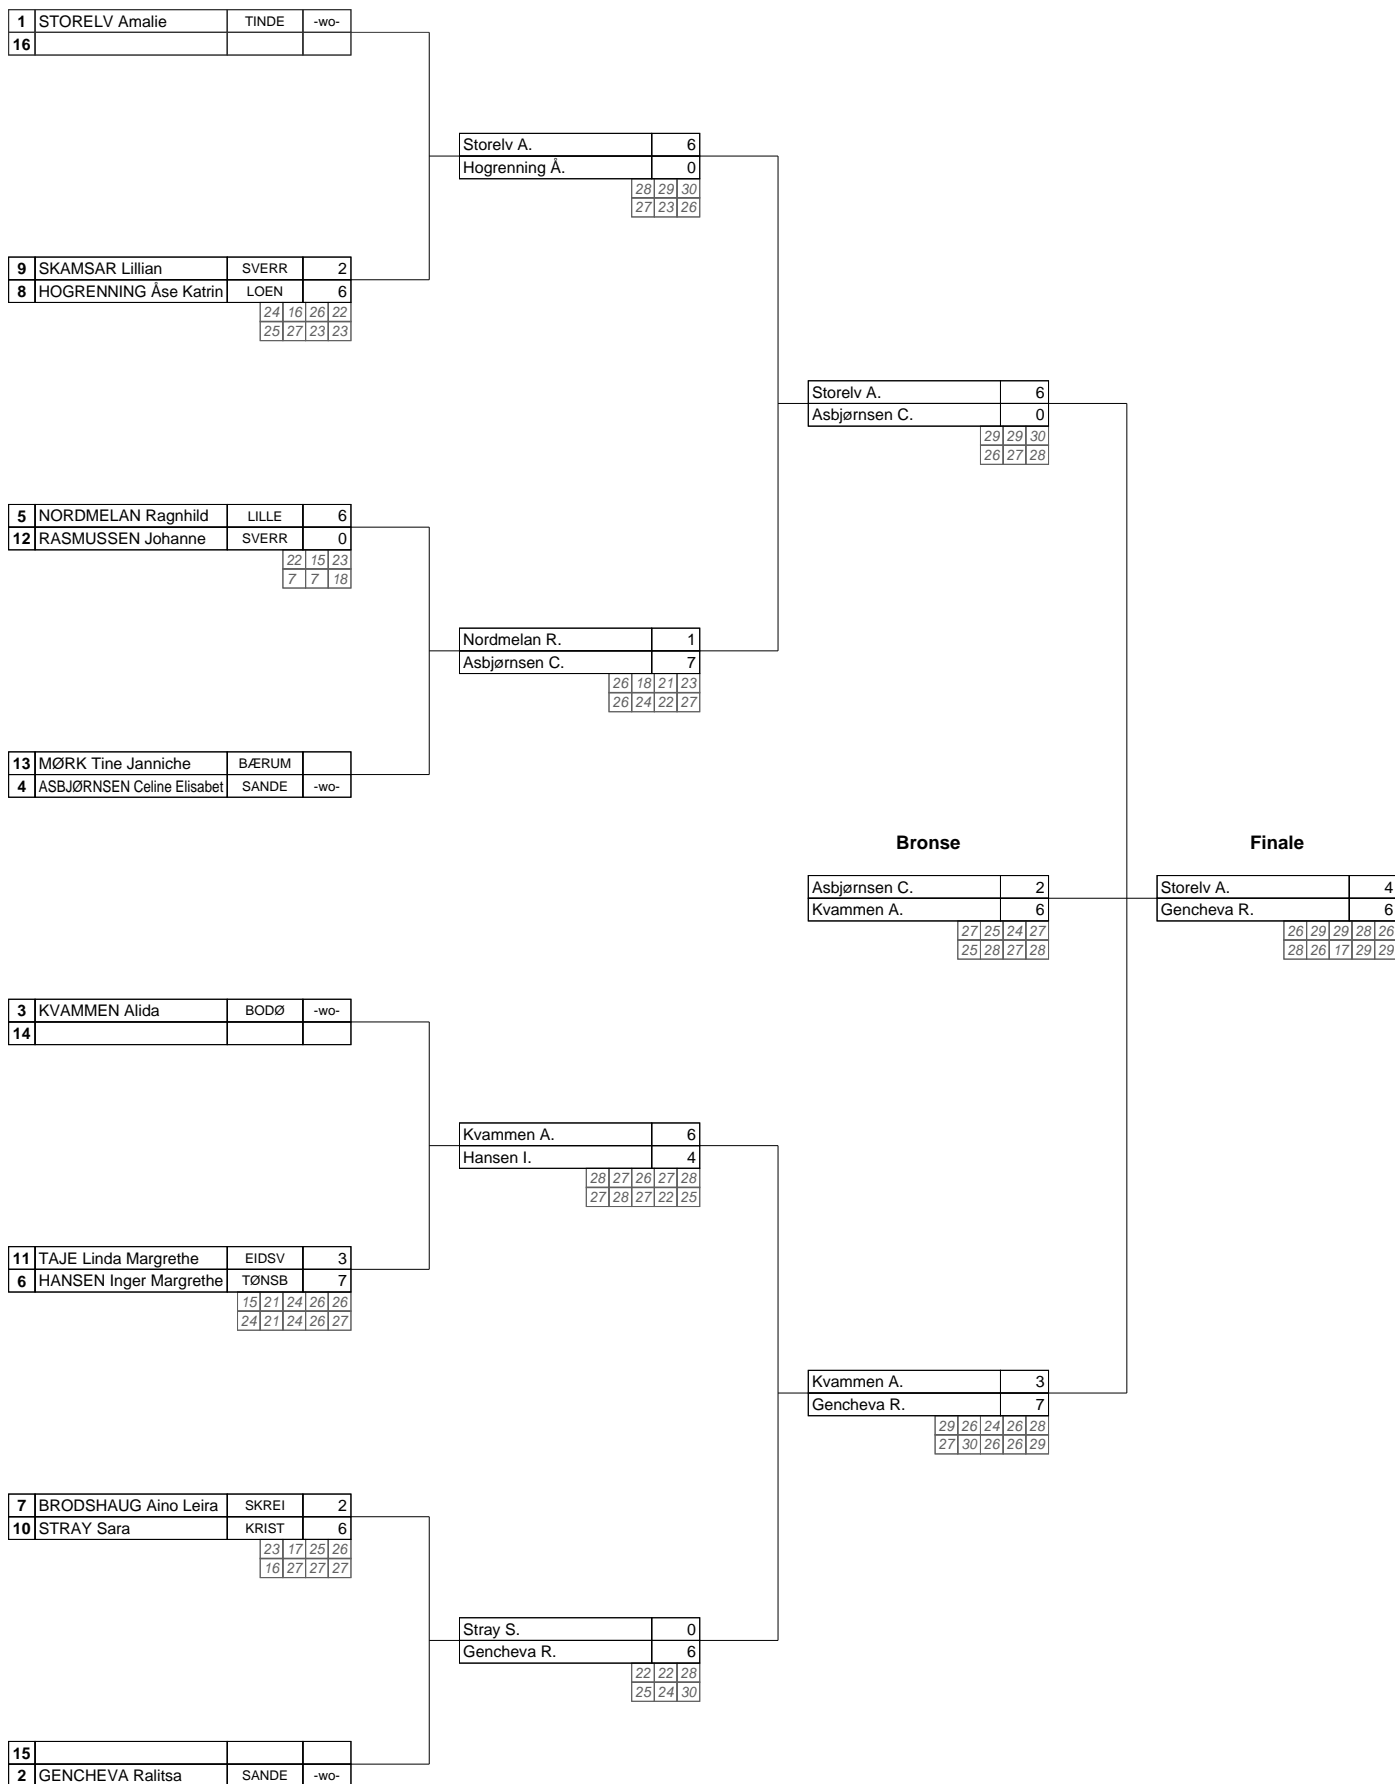 1 STORELV Amalie TINDE -wo-
16
Storelv A. 6
Hogrenning Å. 0
28 29 30
27 23 26
9 SKAMSAR Lillian SVERR 2
8 HOGRENNING Åse Katrin LOEN 6
24 16 26 22
25 27 23 23
Storelv A. 6
Asbjørnsen C. 0
29 29 30
26 27 28
5 NORDMELAN Ragnhild LILLE 6
12 RASMUSSEN Johanne SVERR 0
22 15 23
7 7 18
Nordmelan R. 1
Asbjørnsen C. 7
26 18 21 23
26 24 22 27
13 MØRK Tine Janniche BÆRUM
4 ASBJØRNSEN Celine Elisabet SANDE -wo-
Bronse Finale
Asbjørnsen C. 2 Storelv A. 4
Kvammen A. 6 Gencheva R. 6
27 25 24 27 26 29 29 28 26
25 28 27 28 28 26 17 29 29
3 KVAMMEN Alida BODØ -wo-
14
Kvammen A. 6
Hansen I. 4
28 27 26 27 28
27 28 27 22 25
11 TAJE Linda Margrethe EIDSV 3
6 HANSEN Inger Margrethe TØNSB 7
15 21 24 26 26
24 21 24 26 27
Kvammen A. 3
Gencheva R. 7
29 26 24 26 28
27 30 26 26 29
7 BRODSHAUG Aino Leira SKREI 2
10 STRAY Sara KRIST 6
23 17 25 26
16 27 27 27
Stray S. 0
Gencheva R. 6
22 22 28
25 24 30
15
2 GENCHEVA Ralitsa SANDE -wo-